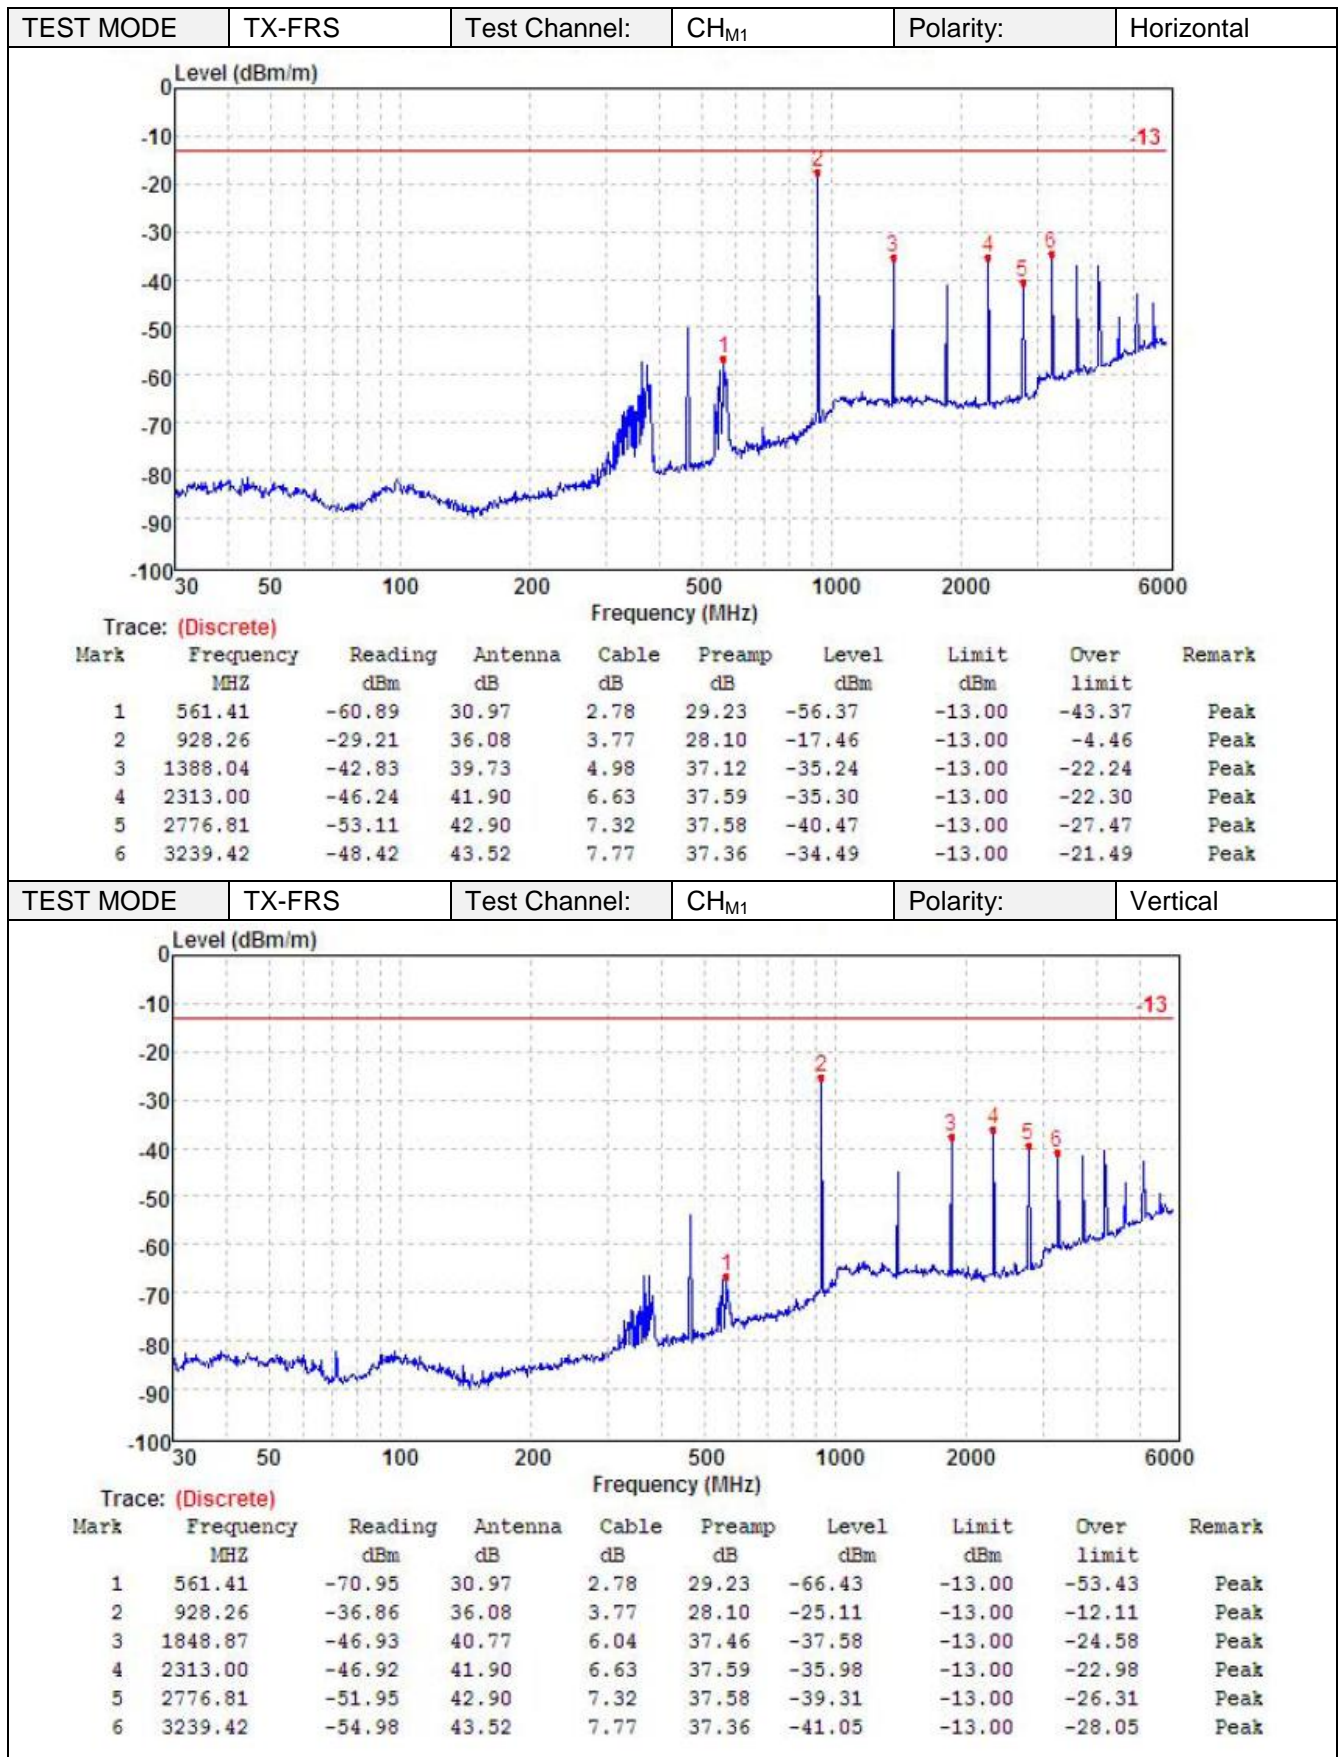 TEST MODE TX-FRS Test Channel: CHM1 Polarity: Horizontal
Level (dBm/m)
0
-10
-13
-20
-30
-40
-50
-60
-70
-80
-90
-100
2
3
4
6
5
1
30 50 100 200 500 1000 2000 6000
Frequency (MHz)
Trace: (Discrete)
Mark Frequency Reading Antenna Cable Preamp Level Limit Over Remark
MHZ dBm dB dB dB dBm dBm limit
1 561.41 -60.89 30.97 2.78 29.23 -56.37 -13.00 -43.37 Peak
2 928.26 -29.21 36.08 3.77 28.10 -17.46 -13.00 -4.46 Peak
3 1388.04 -42.83 39.73 4.98 37.12 -35.24 -13.00 -22.24 Peak
4 2313.00 -46.24 41.90 6.63 37.59 -35.30 -13.00 -22.30 Peak
5 2776.81 -53.11 42.90 7.32 37.58 -40.47 -13.00 -27.47 Peak
6 3239.42 -48.42 43.52 7.77 37.36 -34.49 -13.00 -21.49 Peak
TEST MODE TX-FRS Test Channel: CHM1 Polarity: Vertical
Level (dBm/m)
0
-10
-13
-20
-30
-40
-50
-60
-70
-80
-90
-100
2
3
4
5
6
1
30 50 100 200 500 1000 2000 6000
Frequency (MHz)
Trace: (Discrete)
Mark Frequency Reading Antenna Cable Preamp Level Limit Over Remark
MHZ dBm dB dB dB dBm dBm limit
1 561.41 -70.95 30.97 2.78 29.23 -66.43 -13.00 -53.43 Peak
2 928.26 -36.86 36.08 3.77 28.10 -25.11 -13.00 -12.11 Peak
3 1848.87 -46.93 40.77 6.04 37.46 -37.58 -13.00 -24.58 Peak
4 2313.00 -46.92 41.90 6.63 37.59 -35.98 -13.00 -22.98 Peak
5 2776.81 -51.95 42.90 7.32 37.58 -39.31 -13.00 -26.31 Peak
6 3239.42 -54.98 43.52 7.77 37.36 -41.05 -13.00 -28.05 Peak